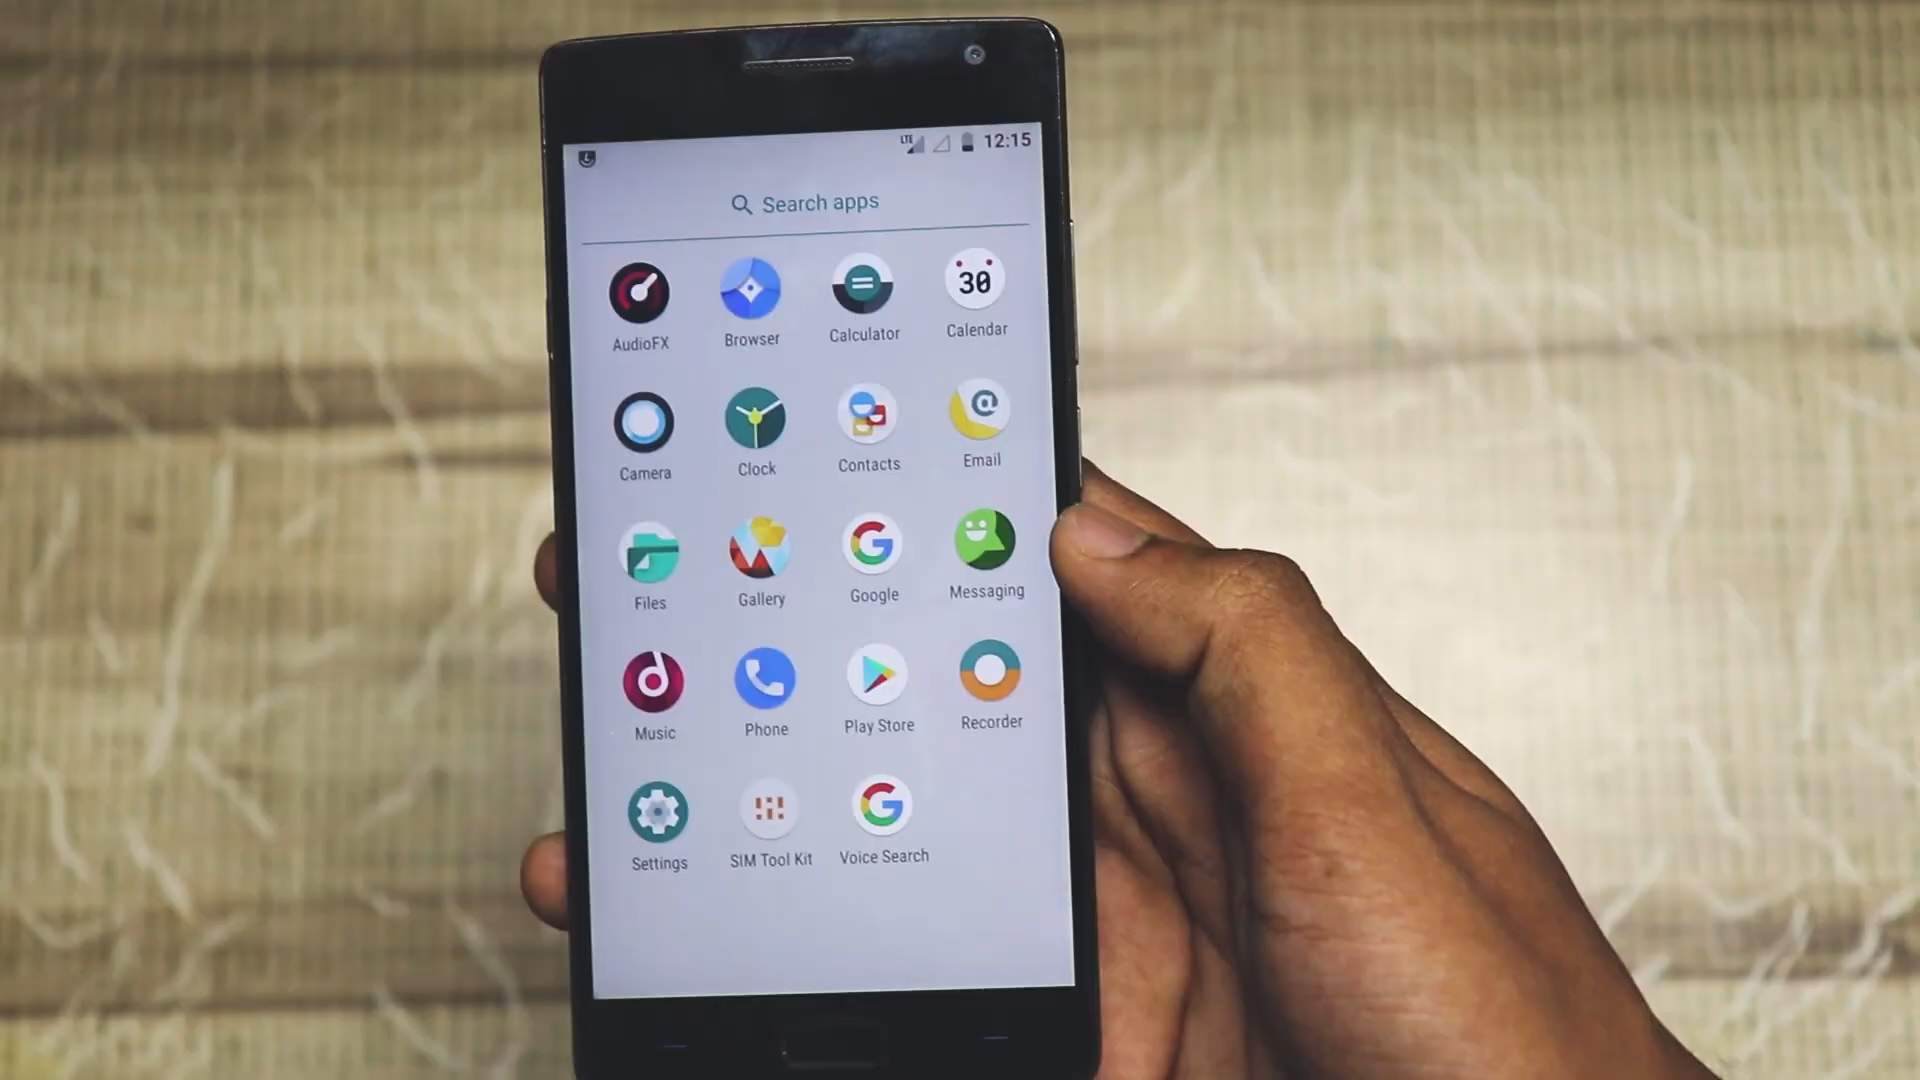 LTE 12:15
Search apps
30
AudioFX Browser Calculator Calendar
@
Camera Clock Contacts Email
G
Files Gallery Google Messaging
Music Phone Play Store Recorder
G
Settings SIM Tool Kit Voice Search